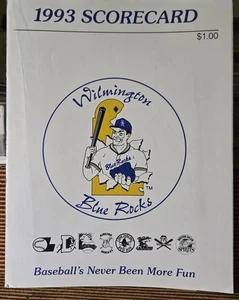 1993 SCORECARD
$1.00
Wilmington
Blue Rocks
TM
Blue Rocks
Baseball's Never Been More Fun